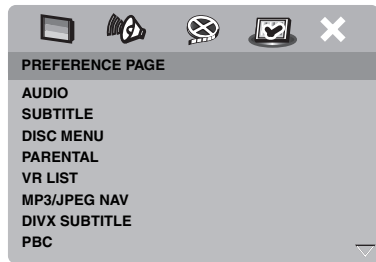 PREFERENCE PAGE
AUDIO
SUBTITLE
DISC MENU
PARENTAL
VR LIST
MP3/JPEG NAV
DIVX SUBTITLE
PBC